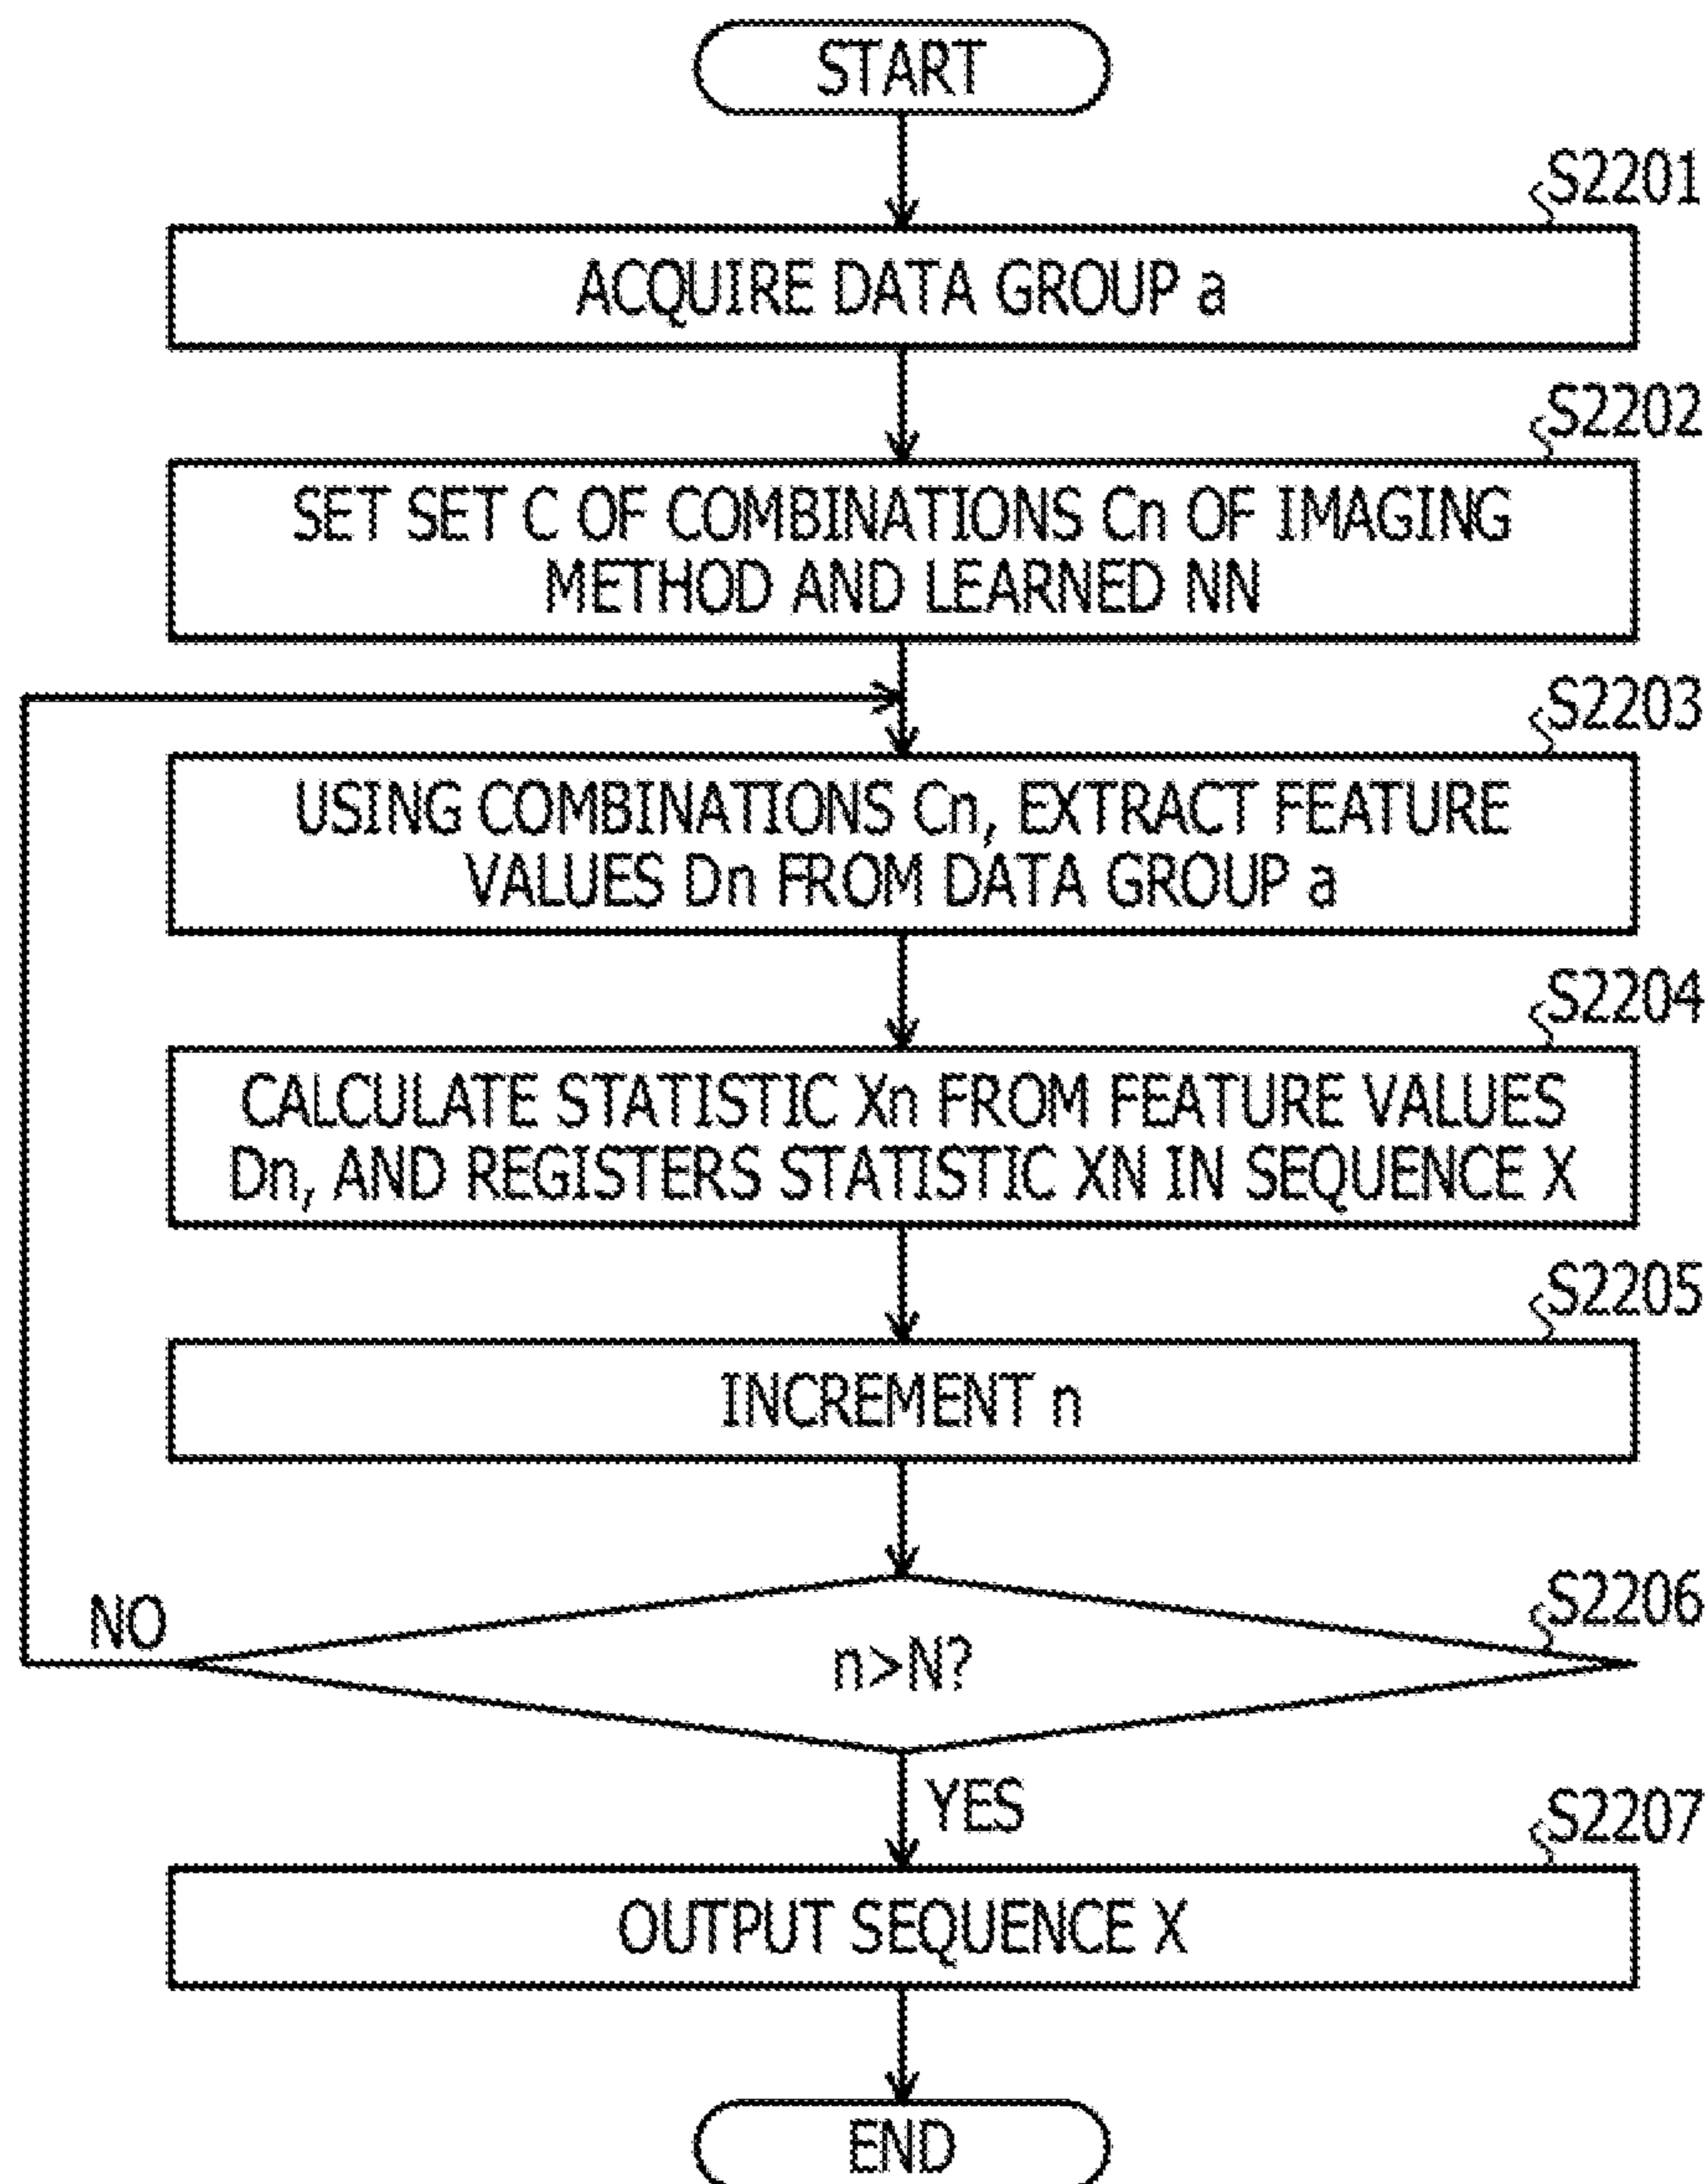 START
S2201
ACQUIRE DATA GROUP a
S2202
SET SET C OF COMBINATIONS Cn OF IMAGING
METHOD AND LEARNED NN
S2203
USING COMBINATIONS Cn, EXTRACT FEATURE
VALUES Dn FROM DATA GROUP a
S2204
CALCULATE STATISTIC Xn FROM FEATURE VALUES
Dn, AND REGISTERS STATISTIC XN IN SEQUENCE X
S2205
INCREMENT n
S2206
NO
n>N?
YES
S2207
OUTPUT SEQUENCE X
END